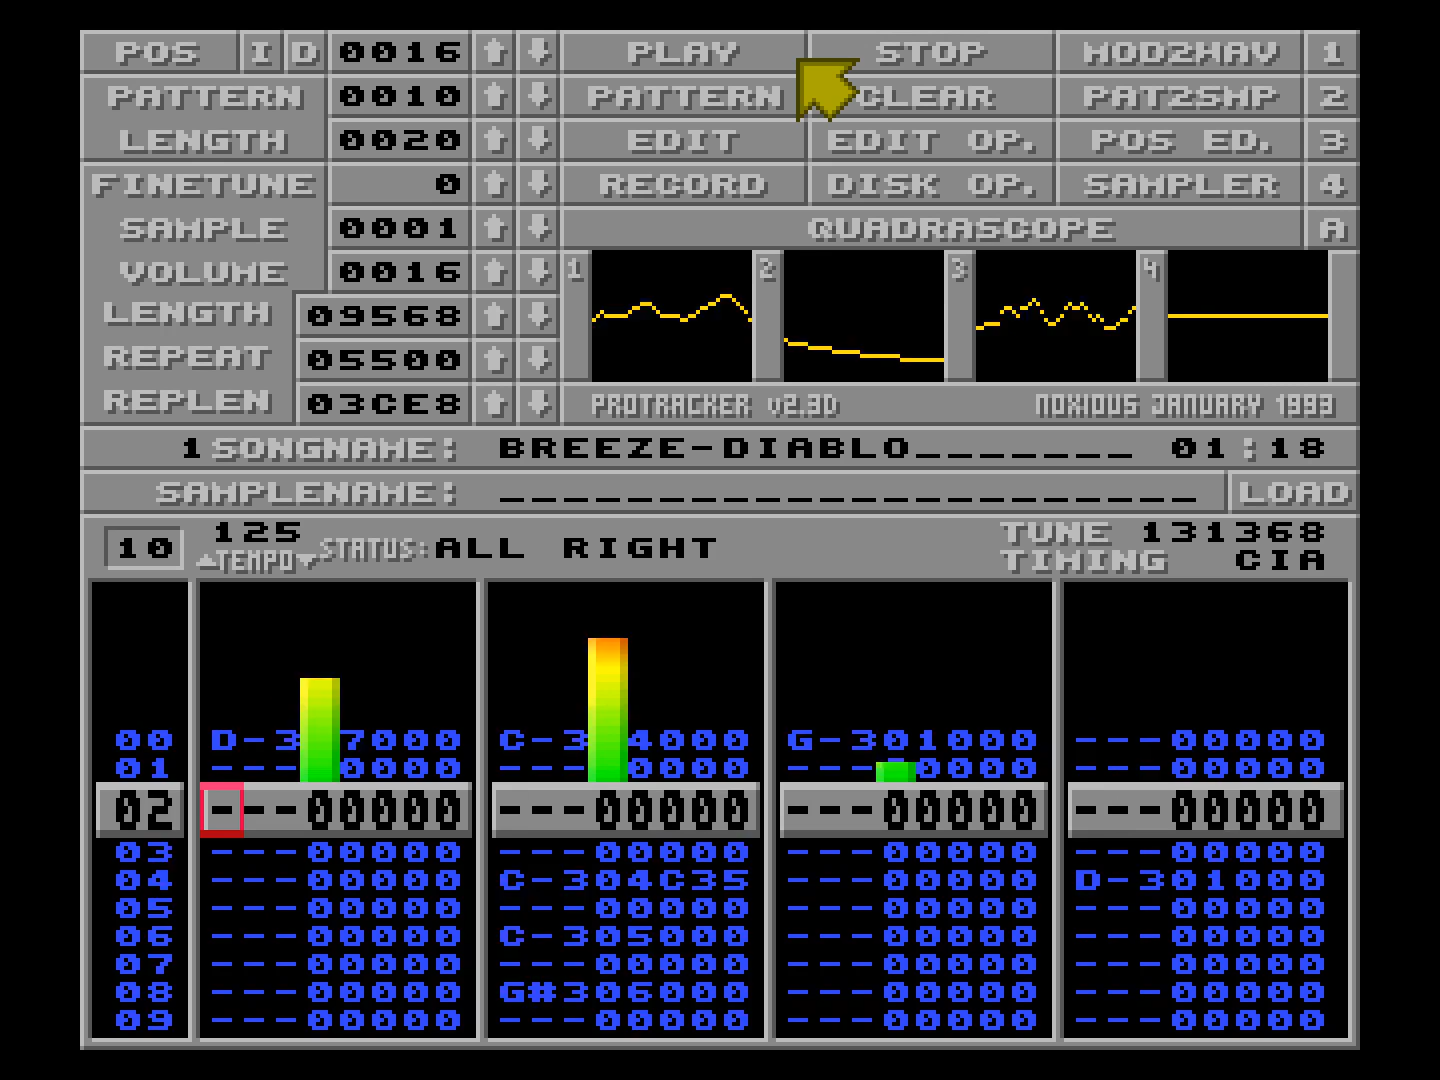 POS I D 0016 PLAY STOP MOD2WAV 1
PATTERN 0010 PATTERN CLEAR PAT2SMP 2
LENGTH 0020 EDIT EDIT OP. POS ED. 3
FINETUNE 0 RECORD DISK OP. SAMPLER 4
SAMPLE 0001 QUADRASCOPE A
VOLUME 0016 1 2 3 4
LENGTH 09568
REPEAT 05500
REPLEN 03CE8 PROTRACKER v2.3D NOXIOUS JANUARY 1993
1 SONGNAME: BREEZE-DIABLO_______ 01:18
SAMPLENAME: ______________________ LOAD
10 125 TEMPO STATUS: ALL RIGHT TUNE 131368
TIMING CIA
00 D-3 7000 C-3 4000 G-301000 ---00000
01 --- 0000 --- 0000 --- 0000 ---00000
02 ---00000 ---00000 ---00000 ---00000
03 ---00000 ---00000 ---00000 ---00000
04 ---00000 C-304C35 ---00000 D-301000
05 ---00000 ---00000 ---00000 ---00000
06 ---00000 C-305000 ---00000 ---00000
07 ---00000 ---00000 ---00000 ---00000
08 ---00000 G#306000 ---00000 ---00000
09 ---00000 ---00000 ---00000 ---00000